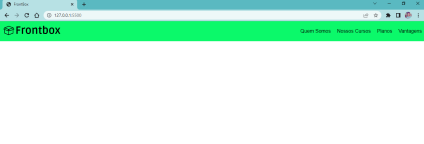 Frontbox
127.0.0.1:5500
Frontbox
Quem Somos Nossos Cursos Planos Vantagens